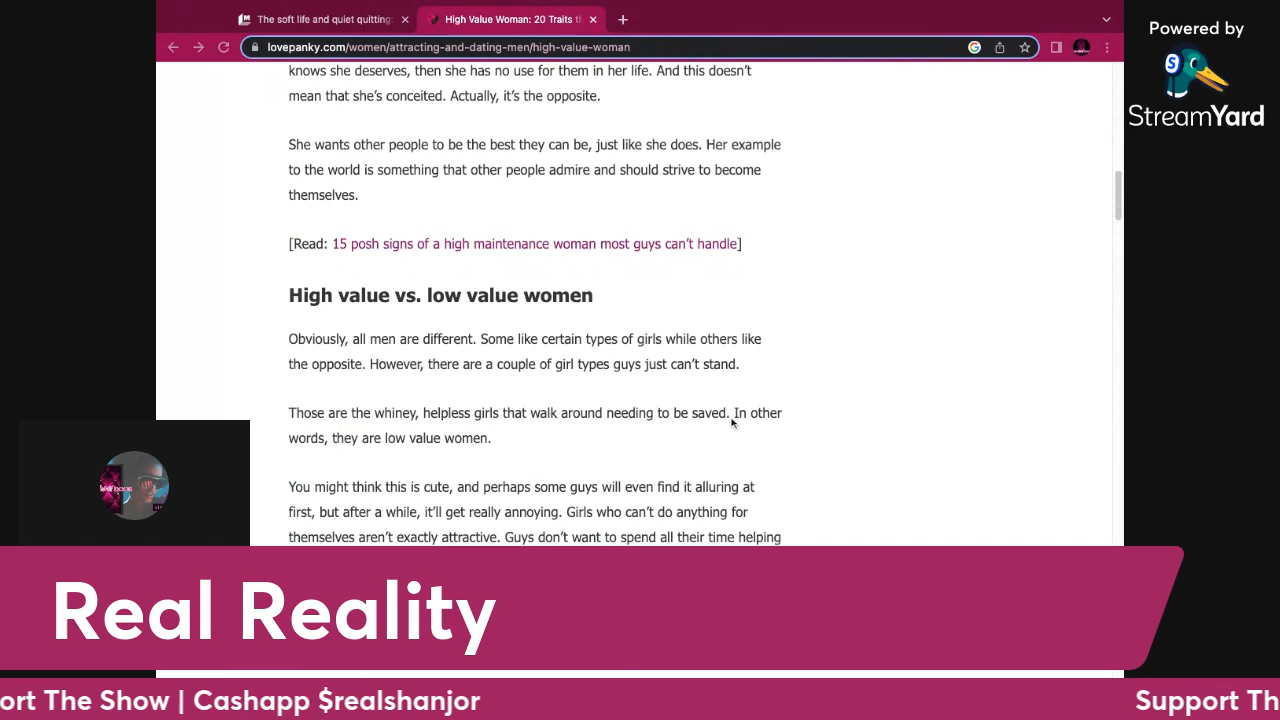 The soft life and quiet quitting:
High Value Woman: 20 Traits th
Powered by
lovepanky.com/women/attracting-and-dating-men/high-value-woman
StreamYard
knows she deserves, then she has no use for them in her life. And this doesn’t
mean that she’s conceited. Actually, it’s the opposite.
She wants other people to be the best they can be, just like she does. Her example
to the world is something that other people admire and should strive to become
themselves.
[Read: 15 posh signs of a high maintenance woman most guys can’t handle]
High value vs. low value women
Obviously, all men are different. Some like certain types of girls while others like
the opposite. However, there are a couple of girl types guys just can’t stand.
Those are the whiney, helpless girls that walk around needing to be saved. In other
words, they are low value women.
You might think this is cute, and perhaps some guys will even find it alluring at
first, but after a while, it’ll get really annoying. Girls who can’t do anything for
themselves aren’t exactly attractive. Guys don’t want to spend all their time helping
Real Reality
ort The Show | Cashapp $realshanjor
Support Th